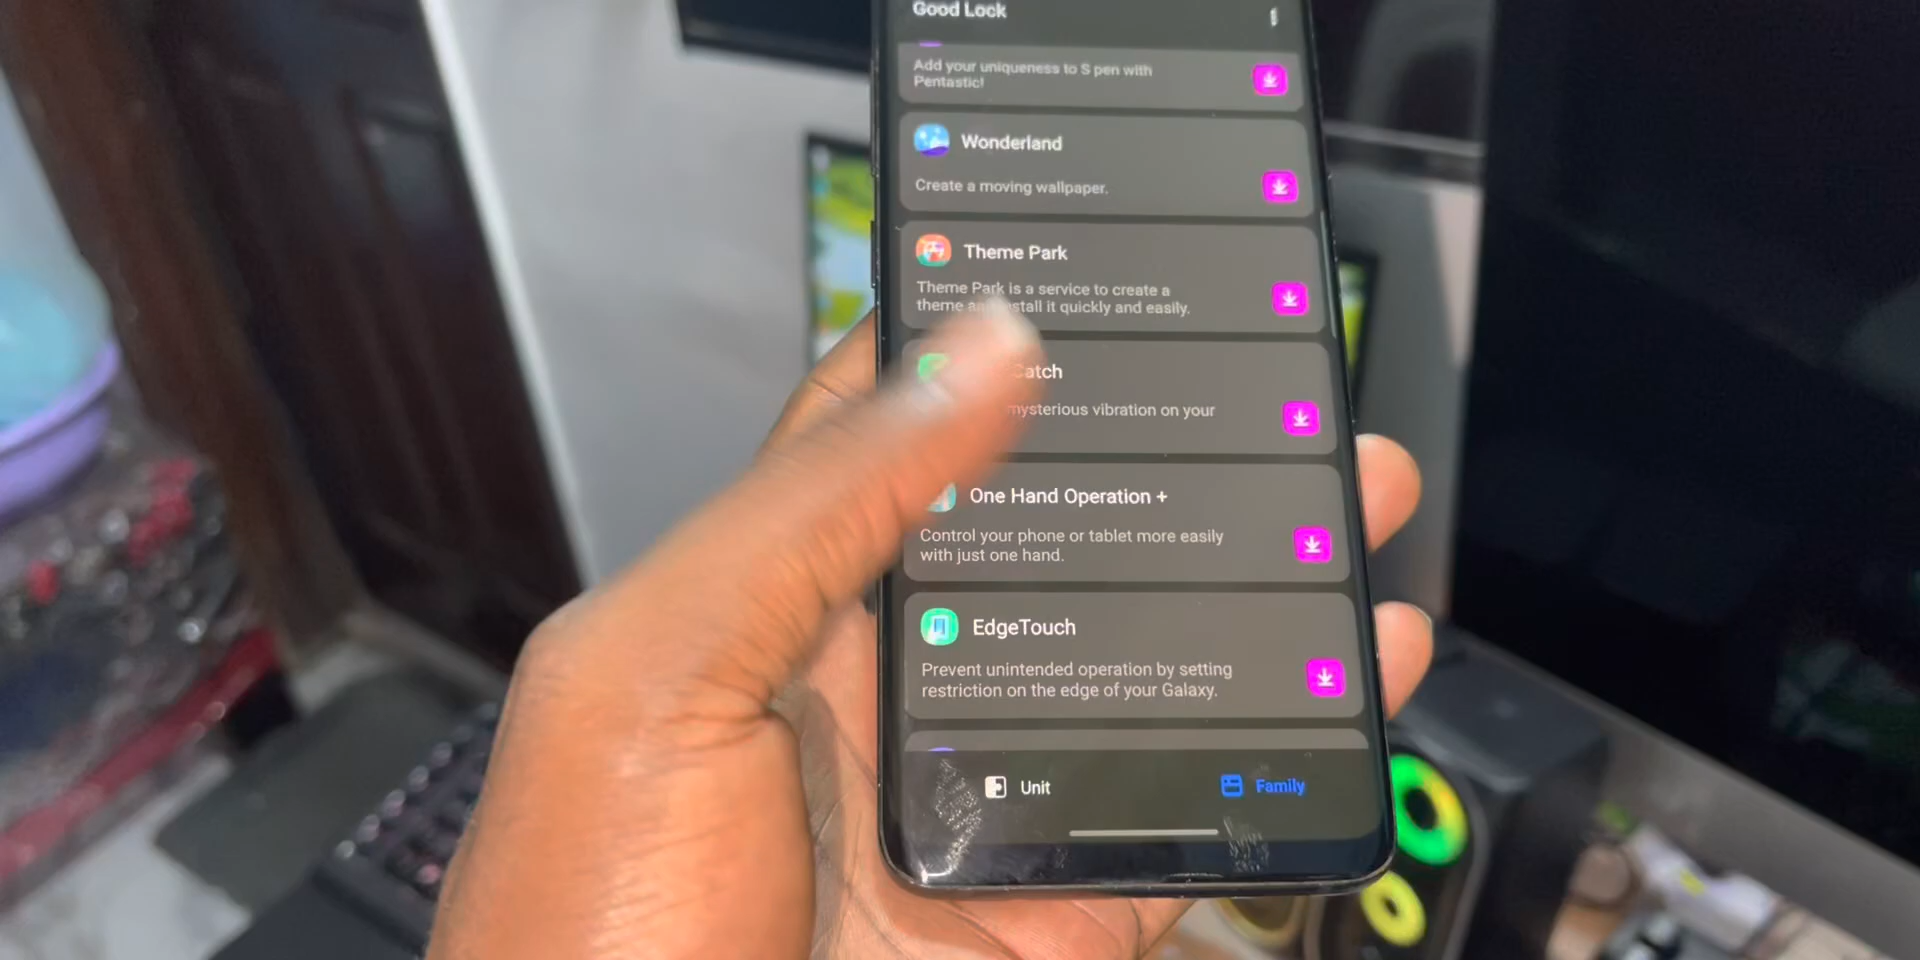 Good Lock
Add your uniqueness to S pen with
Pentastic!
Wonderland
Create a moving wallpaper.
Theme Park
Theme Park is a service to create a
theme and install it quickly and easily.
Catch
mysterious vibration on your
One Hand Operation +
Control your phone or tablet more easily
with just one hand.
EdgeTouch
Prevent unintended operation by setting
restriction on the edge of your Galaxy.
Unit
Family